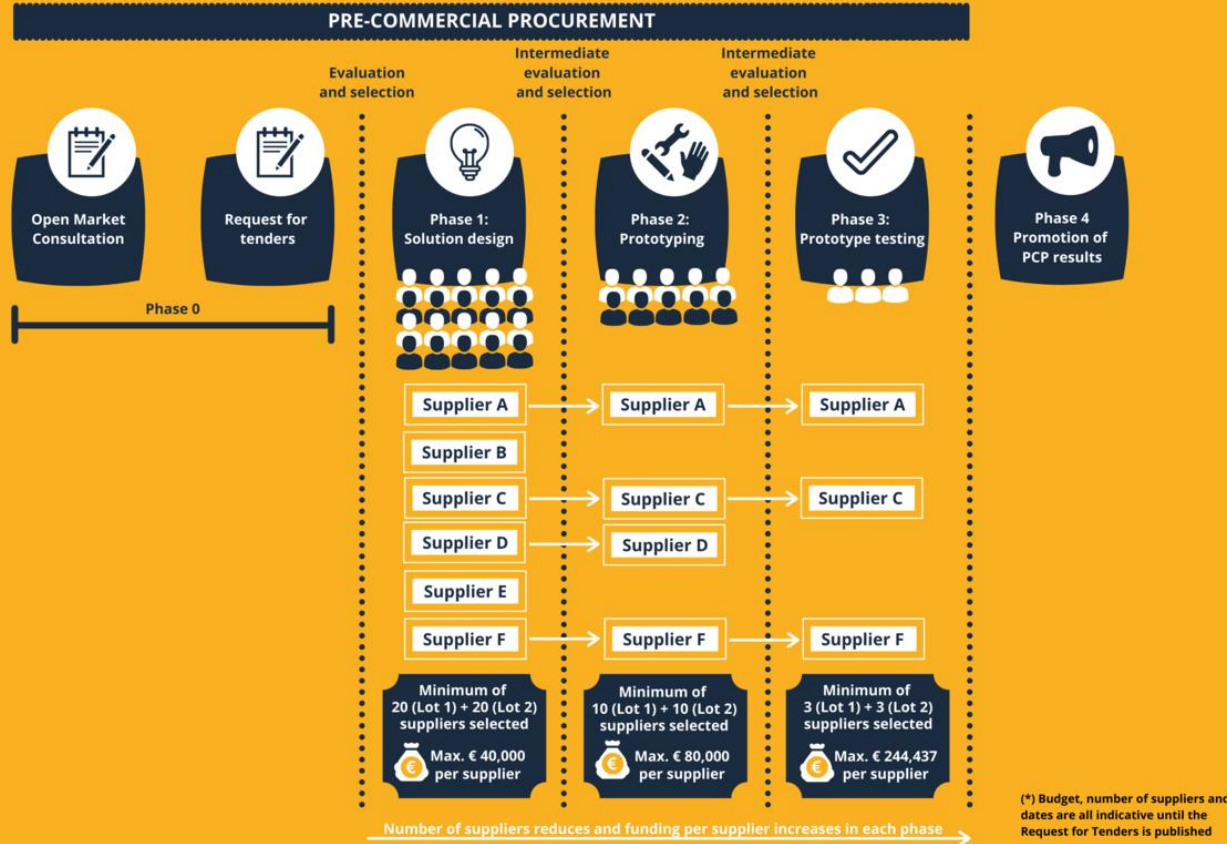 PRE-COMMERCIAL PROCUREMENT
Evaluation
and selection
Intermediate
evaluation
and selection
Intermediate
evaluation
and selection
Open Market
Consultation
Request for
tenders
Phase 1:
Solution design
Phase 2:
Prototyping
Phase 3:
Prototype testing
Phase 4
Promotion of
PCP results
Phase 0
Supplier A
Supplier A
Supplier A
Supplier B
Supplier C
Supplier C
Supplier C
Supplier D
Supplier D
Supplier E
Supplier F
Supplier F
Supplier F
Minimum of
20 (Lot 1) + 20 (Lot 2)
suppliers selected
€
Max. € 40,000
per supplier
Minimum of
10 (Lot 1) + 10 (Lot 2)
suppliers selected
€
Max. € 80,000
per supplier
Minimum of
3 (Lot 1) + 3 (Lot 2)
suppliers selected
€
Max. € 244,437
per supplier
Number of suppliers reduces and funding per supplier increases in each phase
(*) Budget, number of suppliers and
dates are all indicative until the
Request for Tenders is published